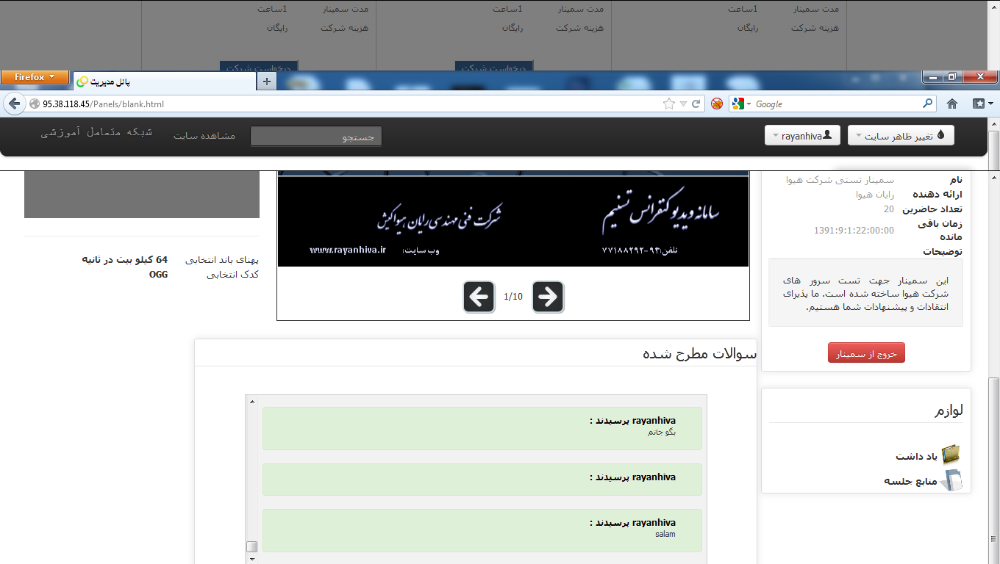 مدت سمینار 1ساعت مدت سمینار 1ساعت مدت سمینار 1ساعت
هزینه شرکت رایگان هزینه شرکت رایگان هزینه شرکت رایگان
درخواست شرکت درخواست شرکت
Firefox
پانل مدیریت
95.38.118.45/Panels/blank.html
Google
تغییر ظاهر سایت
rayanhiva
جستجو
مشاهده سایت
شبکه متعامل آموزشی
نام سمینار تستی شرکت هیوا
ارائه دهنده رایان هیوا
تعداد حاضرین 20
زمان باقی
مانده 1391:9:1:22:00:00
توضیحات
این سمینار جهت تست سرور های
شرکت هیوا ساخته شده است. ما پذیرای
انتقادات و پیشنهادات شما هستیم.
خروج از سمینار
لوازم
یاد داشت
منابع جلسه
سامانه ویدیو کنفرانس تسنیم
شرکت فنی مهندسی رایان هیواکیش
تلفن:۹۳-۷۷۱۸۸۲۹۲
وب سایت: www.rayanhiva.ir
1/10
پهنای باند انتخابی 64 کیلو بیت در ثانیه
کدک انتخابی OGG
سوالات مطرح شده
rayanhiva پرسیدند :
بگو جانم
rayanhiva پرسیدند :
rayanhiva پرسیدند :
salam